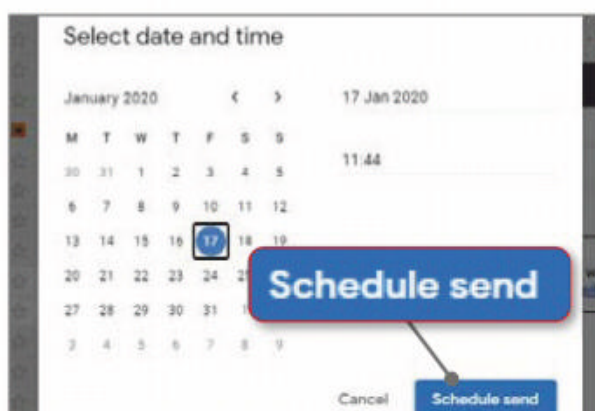 Select date and time
January 2020 < >
17 Jan 2020
M T W T F S S
11:44
30 31 1 2 3 4 5
6 7 8 9 10 11 12
13 14 15 16 17 18 19
20 21 22 23 24
27 28 29 30 31
3 4 5 6 7 8 9
Schedule send
Cancel
Schedule send